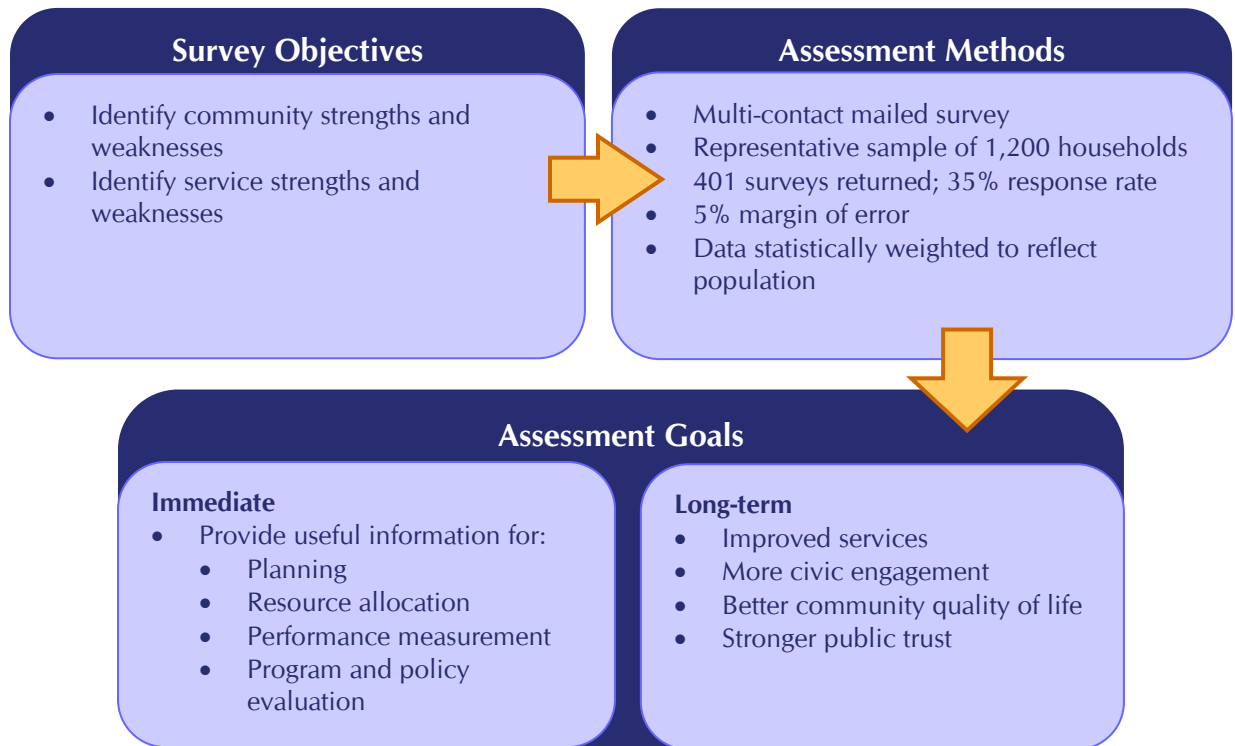 Survey Objectives
• Identify community strengths and
weaknesses
• Identify service strengths and
weaknesses
Assessment Methods
• Multi-contact mailed survey
• Representative sample of 1,200 households
• 401 surveys returned; 35% response rate
• 5% margin of error
• Data statistically weighted to reflect
population
Assessment Goals
Immediate
• Provide useful information for:
• Planning
• Resource allocation
• Performance measurement
• Program and policy
evaluation
Long-term
• Improved services
• More civic engagement
• Better community quality of life
• Stronger public trust